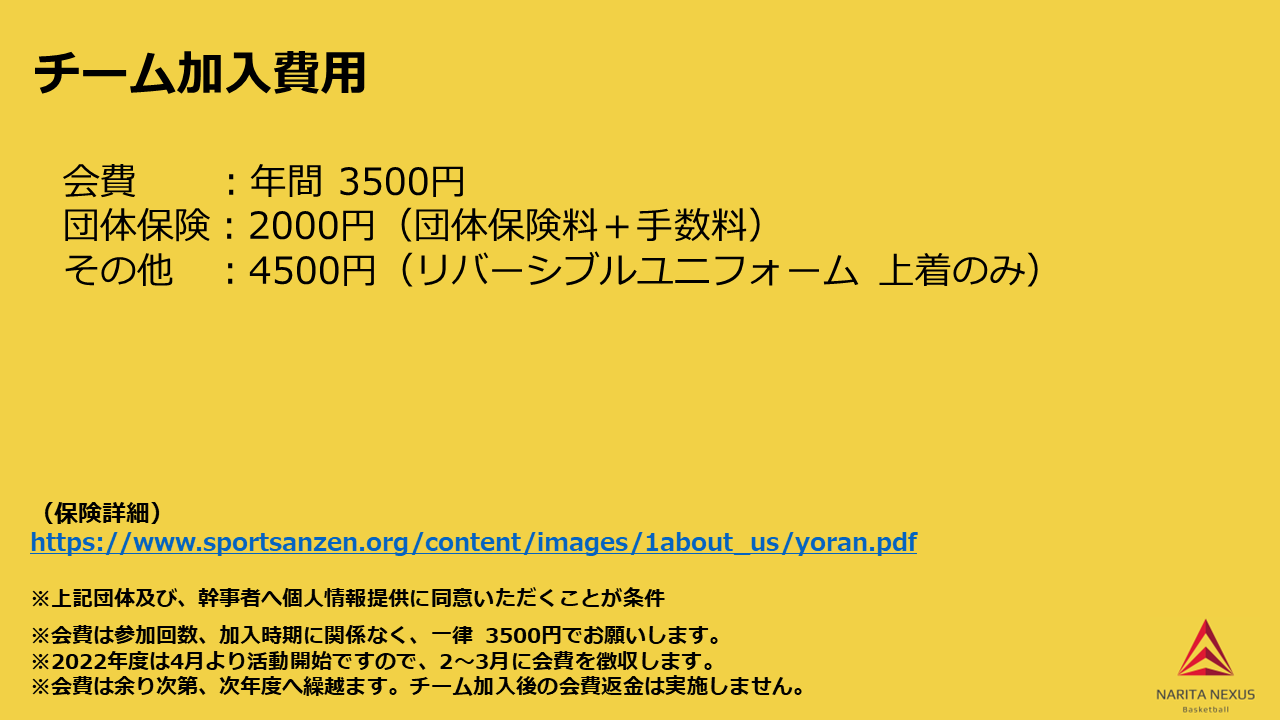 チーム加入費用
会費　　：年間 3500円
団体保険：2000円（団体保険料＋手数料）
その他　：4500円（リバーシブルユニフォーム 上着のみ）
（保険詳細）
https://www.sportsanzen.org/content/images/1about_us/yoran.pdf
※上記団体及び、幹事者へ個人情報提供に同意いただくことが条件
※会費は参加回数、加入時期に関係なく、一律 3500円でお願いします。
※2022年度は4月より活動開始ですので、2～3月に会費を徴収します。
※会費は余り次第、次年度へ繰越ます。チーム加入後の会費返金は実施しません。
NARITA NEXUS
Basketball